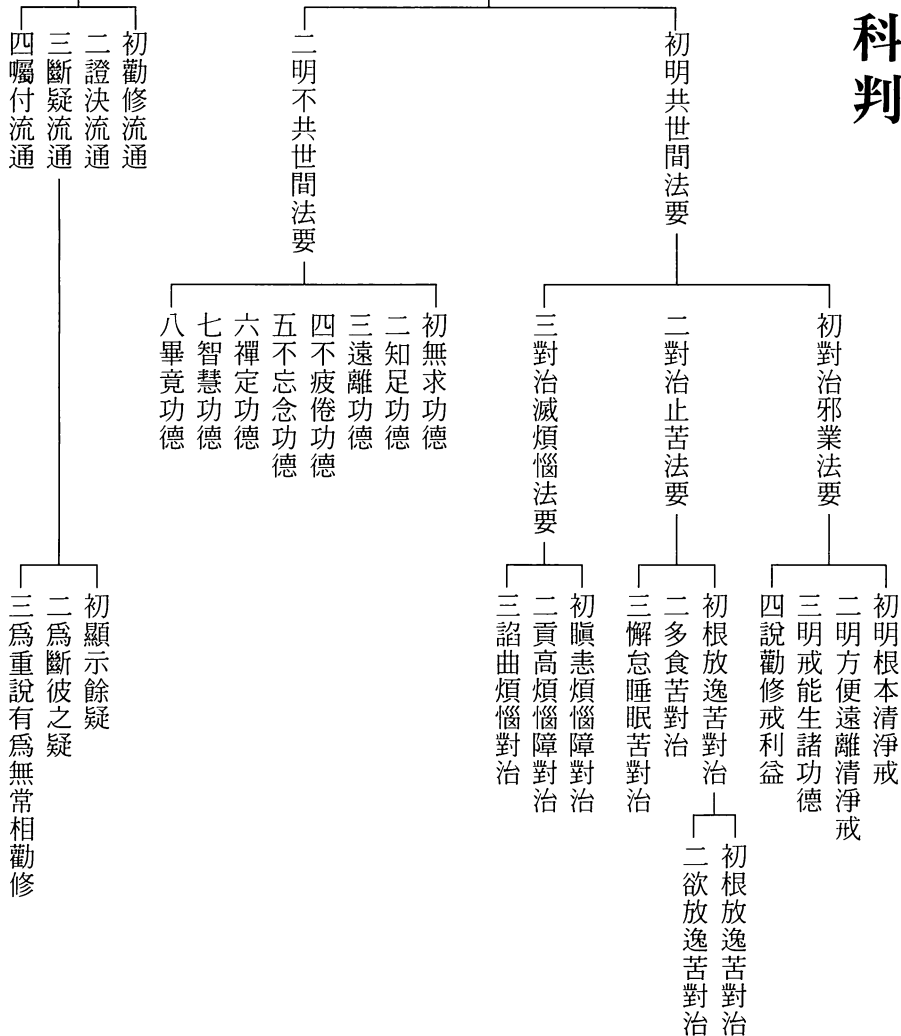 科判
初明共世間法要
初對治邪業法要
初明根本清淨戒
二明方便遠離清淨戒
三明戒能生諸功德
四說勸修戒利益
二對治止苦法要
初根放逸苦對治
初根放逸苦對治
二欲放逸苦對治
二多食苦對治
三懈怠睡眠苦對治
三對治滅煩惱法要
初瞋恚煩惱障對治
二貢高煩惱障對治
三諂曲煩惱對治
二明不共世間法要
初無求功德
二知足功德
三遠離功德
四不疲倦功德
五不忘念功德
六禪定功德
七智慧功德
八畢竟功德
初勸修流通
二證決流通
三斷疑流通
初顯示餘疑
二爲斷彼之疑
三爲重說有爲無常相勸修
四囑付流通